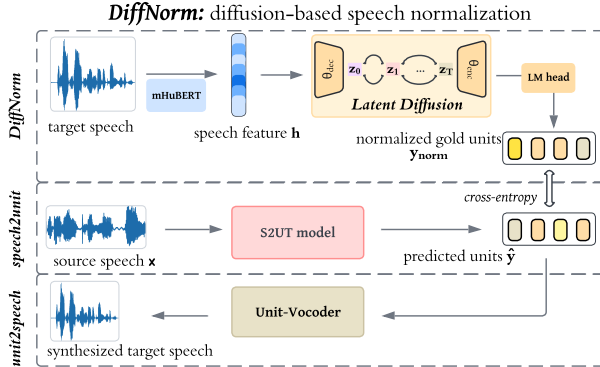 DiffNorm: diffusion-based speech normalization
DiffNorm
target speech
mHuBERT
speech feature h
θdec
z0
z1
...
zT
θenc
Latent Diffusion
LM head
normalized gold units
ynorm
cross-entropy
speech2unit
source speech x
S2UT model
predicted units ŷ
unit2speech
synthesized target speech
Unit-Vocoder